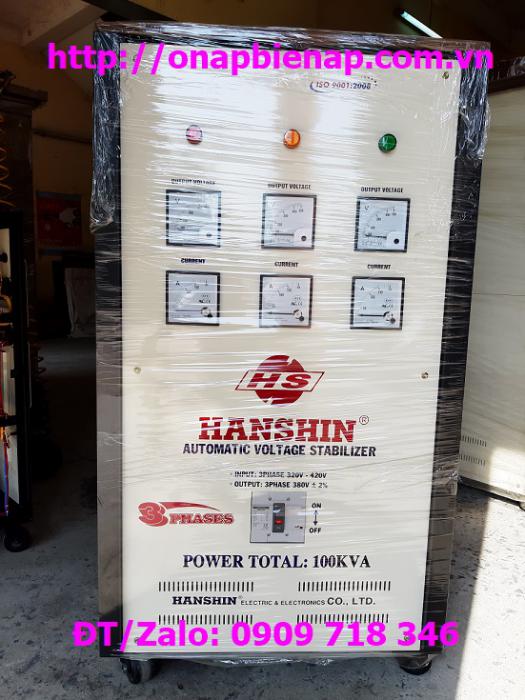 http://onapbienap.com.vn
ISO 9001:2008
OUTPUT VOLTAGE OUTPUT VOLTAGE OUTPUT VOLTAGE
CURRENT CURRENT CURRENT
HS
HANSHIN®
AUTOMATIC VOLTAGE STABILIZER
- INPUT: 3PHASE 320V - 420V
- OUTPUT: 3PHASE 380V ± 2%
3 PHASES
ON
OFF
POWER TOTAL: 100KVA
HANSHIN® ELECTRIC & ELECTRONICS CO., LTD.
ĐT/Zalo: 0909 718 346